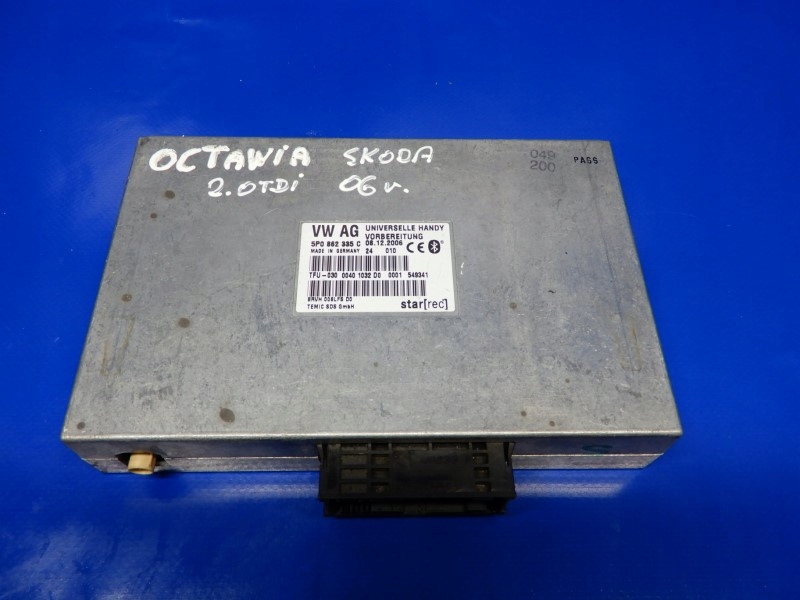 OCTAWiA SKODA
2.0TDi 06r.
049
200
PASS
VW AG UNIVERSELLE HANDY
VORBEREITUNG
5P0 862 335 C 08.12.2006
MADE IN GERMANY 24 010 CE
TFU-030 0040 1032 D0 0001 549341
TEMIC SDS GmbH star[rec]